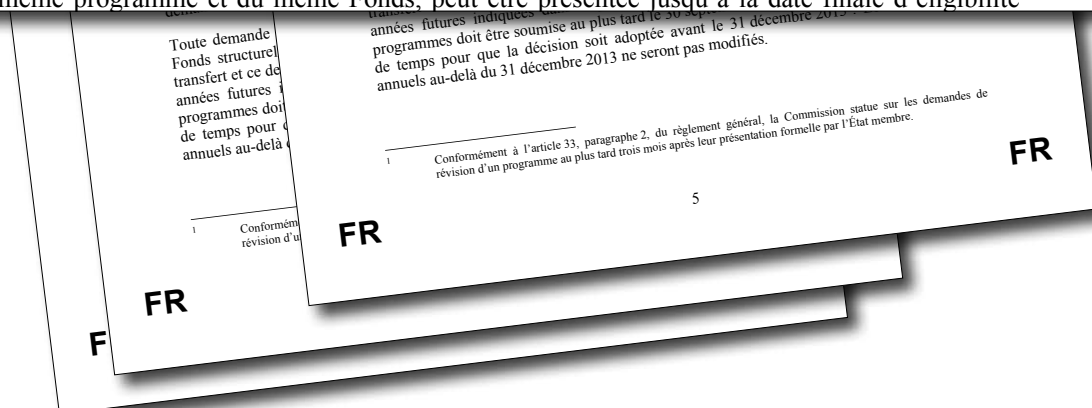 même programme et du même Fonds, peut être présentée jusqu'à la date finale d'éligibilité
Toute demande
Fonds structurel
transfert et ce de
années futures
programmes doi
de temps pour
annuels au-delà
1 Conformém
révision d'u
FR
F
années futures indiquées
programmes doit être soumise au plus tard le 30
de temps pour que la décision soit adoptée avant le 31 décembre 2013
annuels au-delà du 31 décembre 2013 ne seront pas modifiés.
1 Conformément à l'article 33, paragraphe 2, du règlement général, la Commission statue sur les demandes de
révision d'un programme au plus tard trois mois après leur présentation formelle par l'État membre.
FR
5
FR